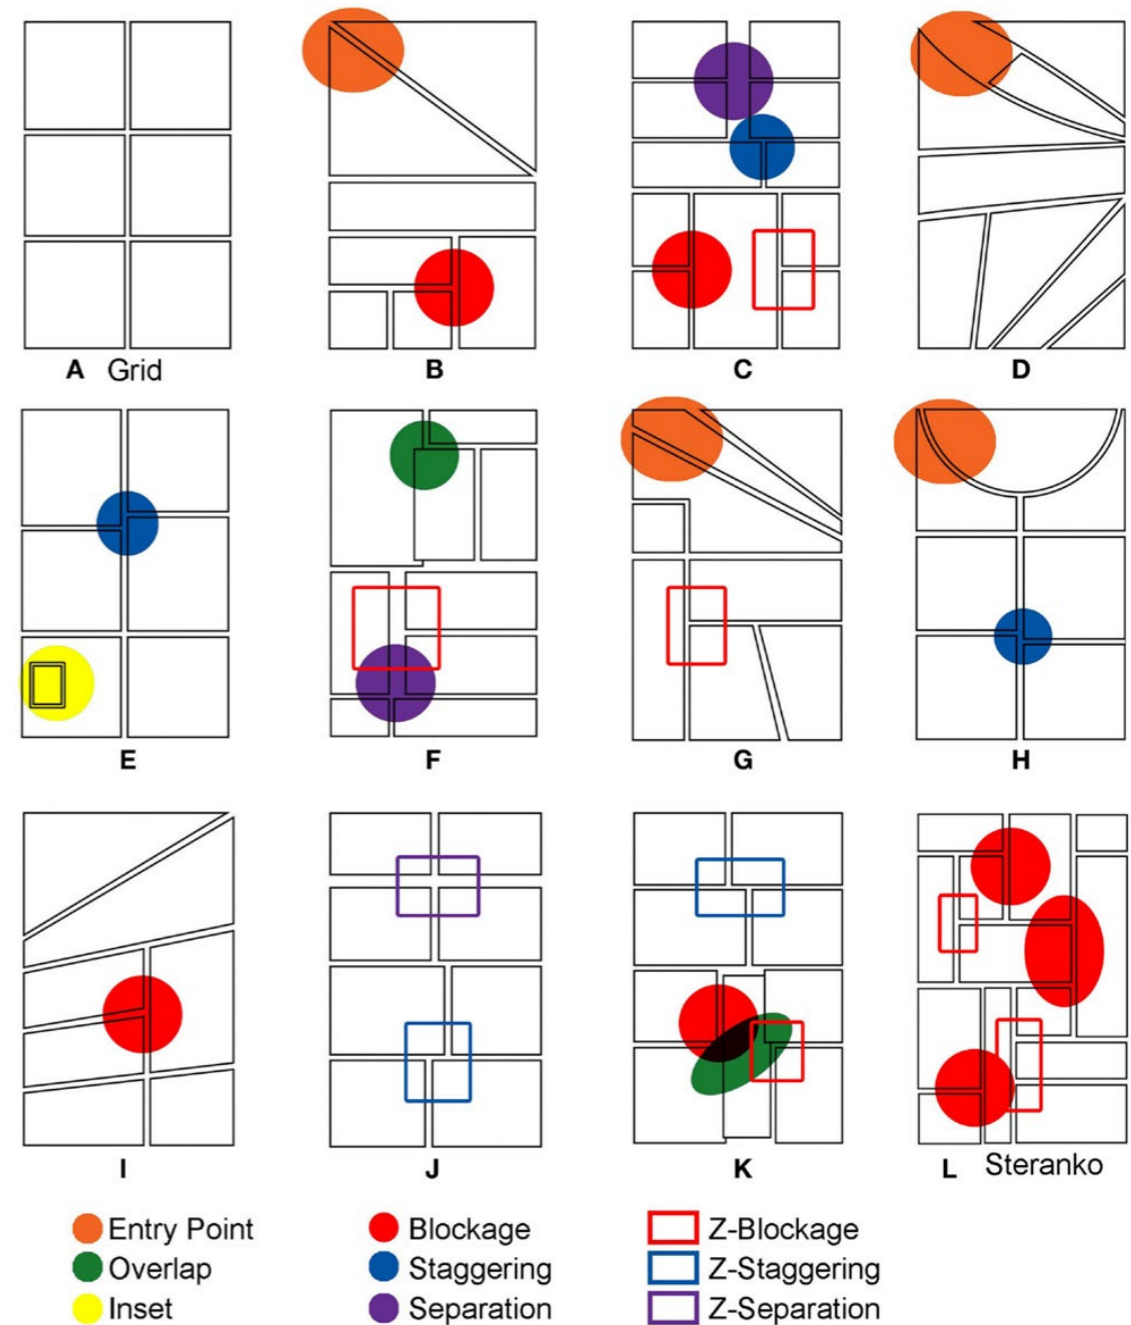 A Grid
B
C
D
E
F
G
H
I
J
K
L Steranko
Entry Point
Blockage
Z-Blockage
Overlap
Staggering
Z-Staggering
Inset
Separation
Z-Separation